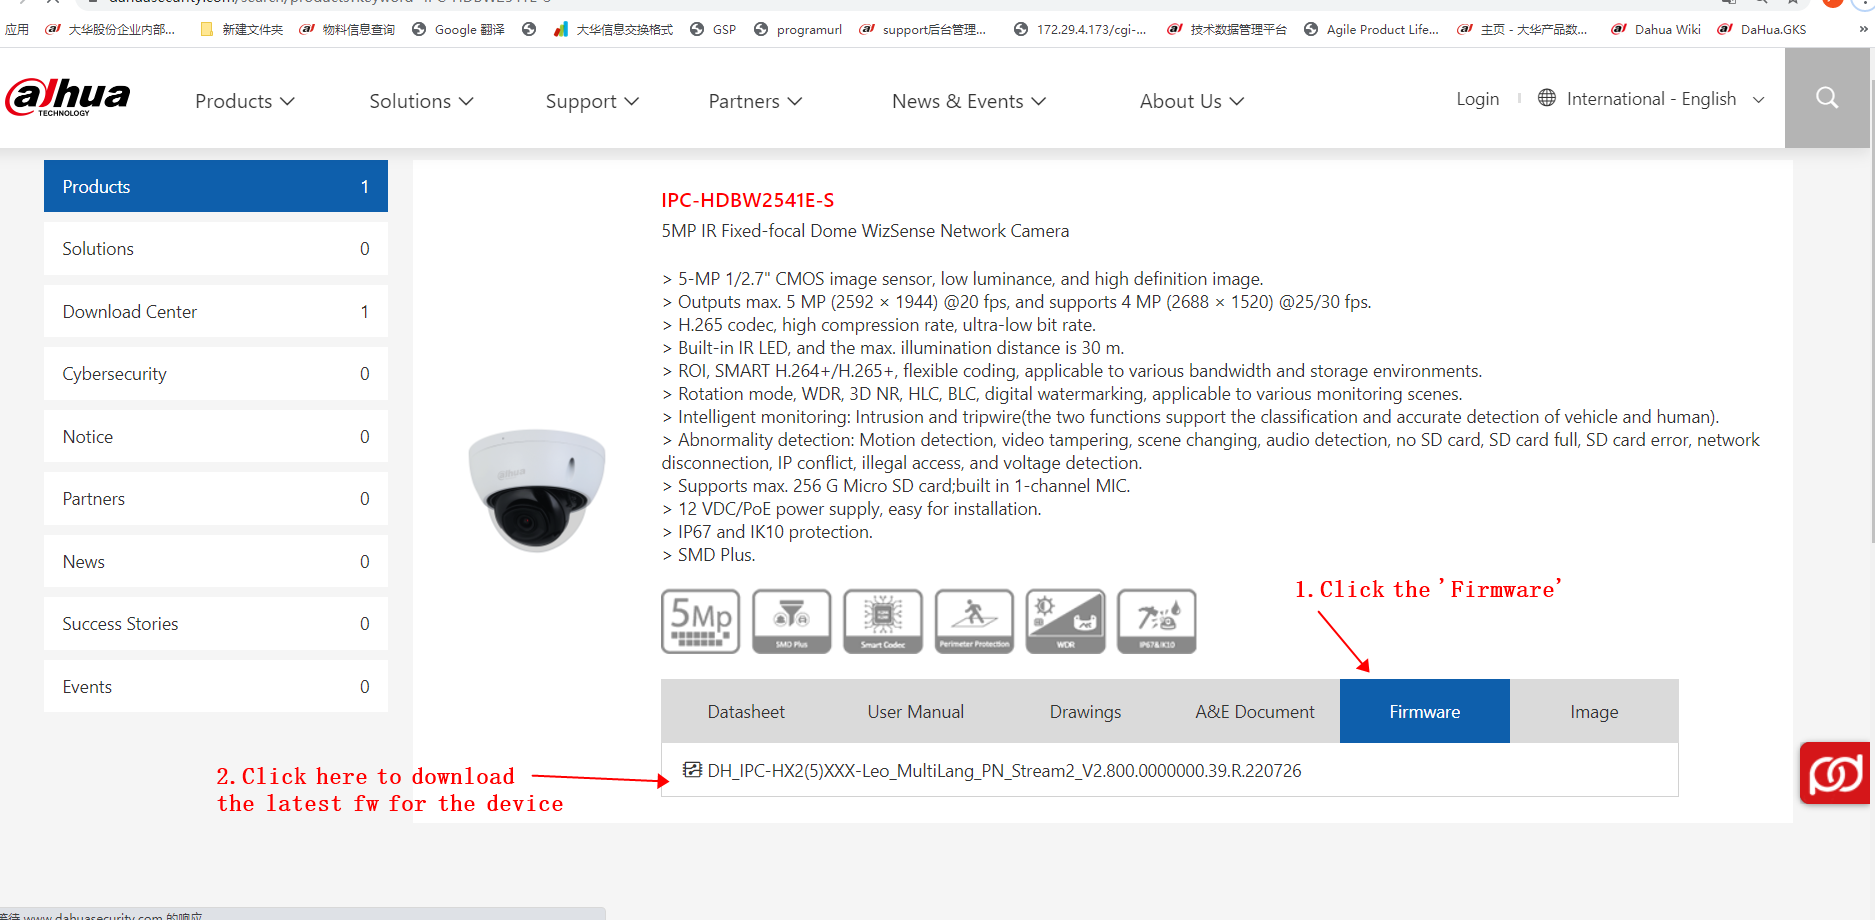 应用
大华股份企业内部...
新建文件夹
物料信息查询
Google 翻译
大华信息交换格式
GSP
programurl
support后台管理...
172.29.4.173/cgi-...
技术数据管理平台
Agile Product Life...
主页 - 大华产品数...
Dahua Wiki
DaHua.GKS
»
alhua
TECHNOLOGY
Products
Solutions
Support
Partners
News & Events
About Us
Login
International - English
Products 1
Solutions 0
Download Center 1
Cybersecurity 0
Notice 0
Partners 0
News 0
Success Stories 0
Events 0
IPC-HDBW2541E-S
5MP IR Fixed-focal Dome WizSense Network Camera
> 5-MP 1/2.7" CMOS image sensor, low luminance, and high definition image.
> Outputs max. 5 MP (2592 × 1944) @20 fps, and supports 4 MP (2688 × 1520) @25/30 fps.
> H.265 codec, high compression rate, ultra-low bit rate.
> Built-in IR LED, and the max. illumination distance is 30 m.
> ROI, SMART H.264+/H.265+, flexible coding, applicable to various bandwidth and storage environments.
> Rotation mode, WDR, 3D NR, HLC, BLC, digital watermarking, applicable to various monitoring scenes.
> Intelligent monitoring: Intrusion and tripwire(the two functions support the classification and accurate detection of vehicle and human).
> Abnormality detection: Motion detection, video tampering, scene changing, audio detection, no SD card, SD card full, SD card error, network
disconnection, IP conflict, illegal access, and voltage detection.
> Supports max. 256 G Micro SD card;built in 1-channel MIC.
> 12 VDC/PoE power supply, easy for installation.
> IP67 and IK10 protection.
> SMD Plus.
5Mp
SMD Plus
Smart Codec
Perimeter Protection
WDR
IP67&IK10
1.Click the 'Firmware'
Datasheet
User Manual
Drawings
A&E Document
Firmware
Image
2.Click here to download
the latest fw for the device
DH_IPC-HX2(5)XXX-Leo_MultiLang_PN_Stream2_V2.800.0000000.39.R.220726
等待 www.dahuasecurity.com 的响应